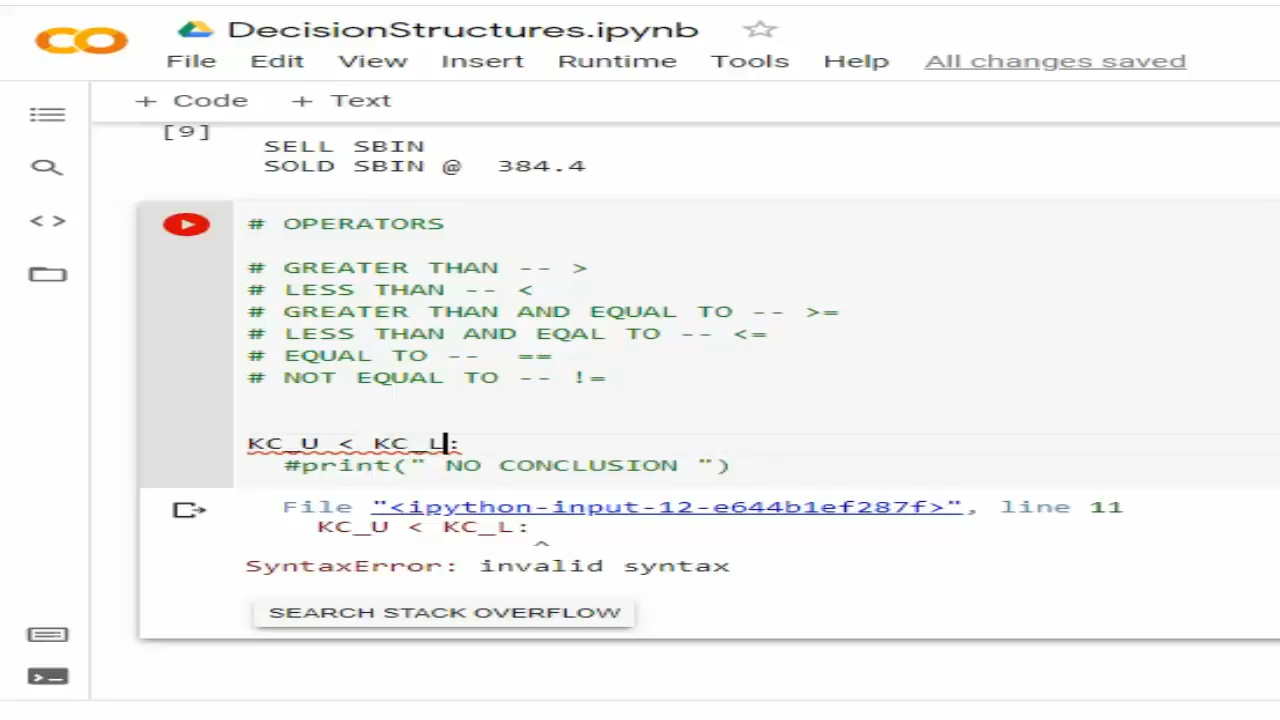 DecisionStructures.ipynb
File Edit View Insert Runtime Tools Help All changes saved
+ Code + Text
[9]
SELL SBIN
SOLD SBIN @ 384.4
# OPERATORS
# GREATER THAN -- >
# LESS THAN -- <
# GREATER THAN AND EQUAL TO -- >=
# LESS THAN AND EQAL TO -- <=
# EQUAL TO -- ==
# NOT EQUAL TO -- !=
KC_U < KC_L:
#print(" NO CONCLUSION ")
File "<ipython-input-12-e644b1ef287f>", line 11
KC_U < KC_L:
^
SyntaxError: invalid syntax
SEARCH STACK OVERFLOW